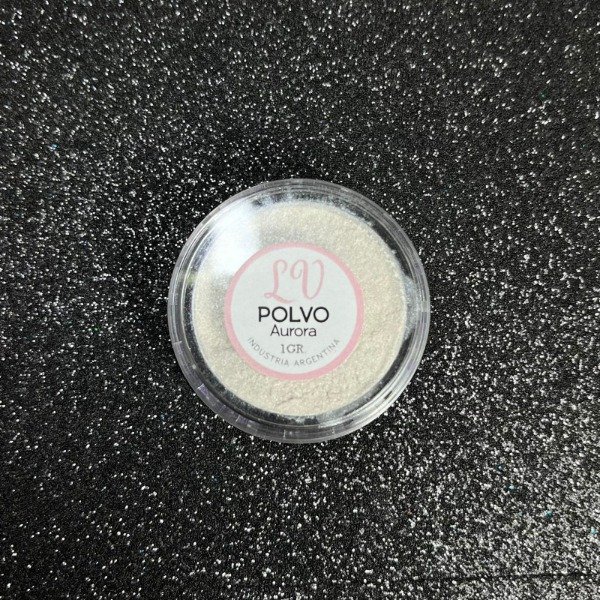 LV
POLVO
Aurora
1GR.
INDUSTRIA ARGENTINA